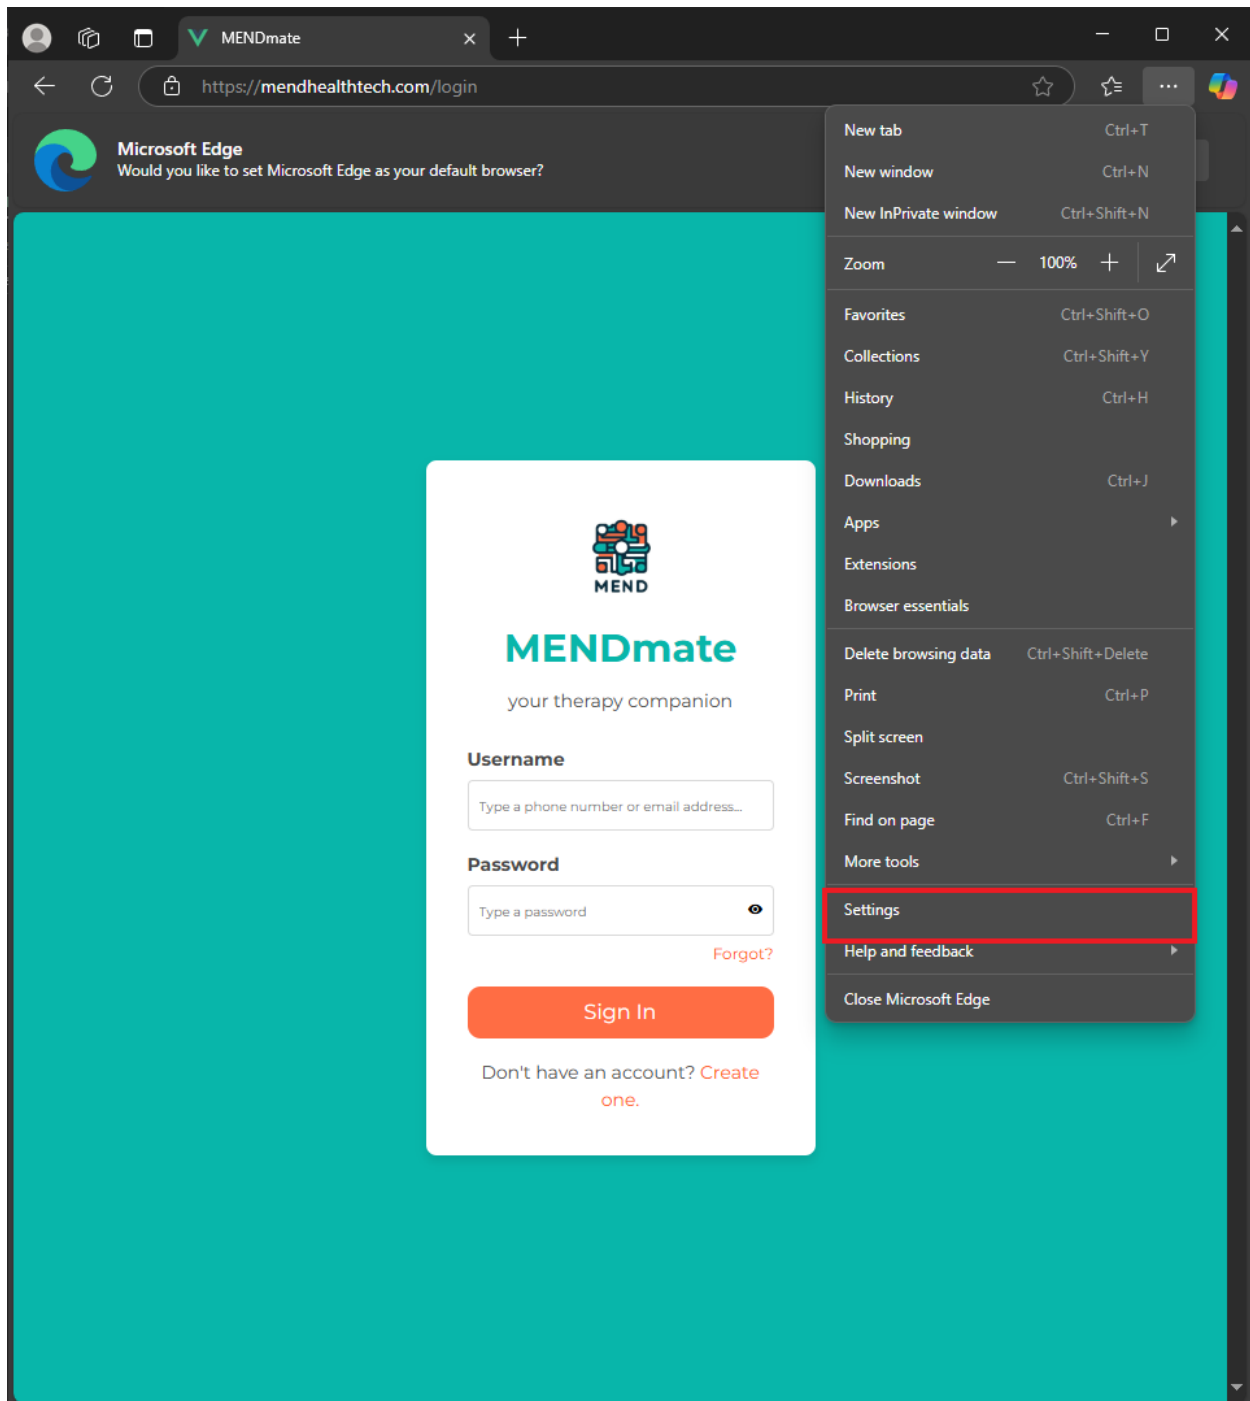 MENDmate
https://mendhealthtech.com/login
Microsoft Edge
Would you like to set Microsoft Edge as your default browser?
New tab Ctrl+T
New window Ctrl+N
New InPrivate window Ctrl+Shift+N
Zoom 100%
Favorites Ctrl+Shift+O
Collections Ctrl+Shift+Y
History Ctrl+H
Shopping
Downloads Ctrl+J
Apps
Extensions
Browser essentials
Delete browsing data Ctrl+Shift+Delete
Print Ctrl+P
Split screen
Screenshot Ctrl+Shift+S
Find on page Ctrl+F
More tools
Settings
Help and feedback
Close Microsoft Edge
MEND
MENDmate
your therapy companion
Username
Type a phone number or email address...
Password
Type a password
Forgot?
Sign In
Don't have an account? Create
one.